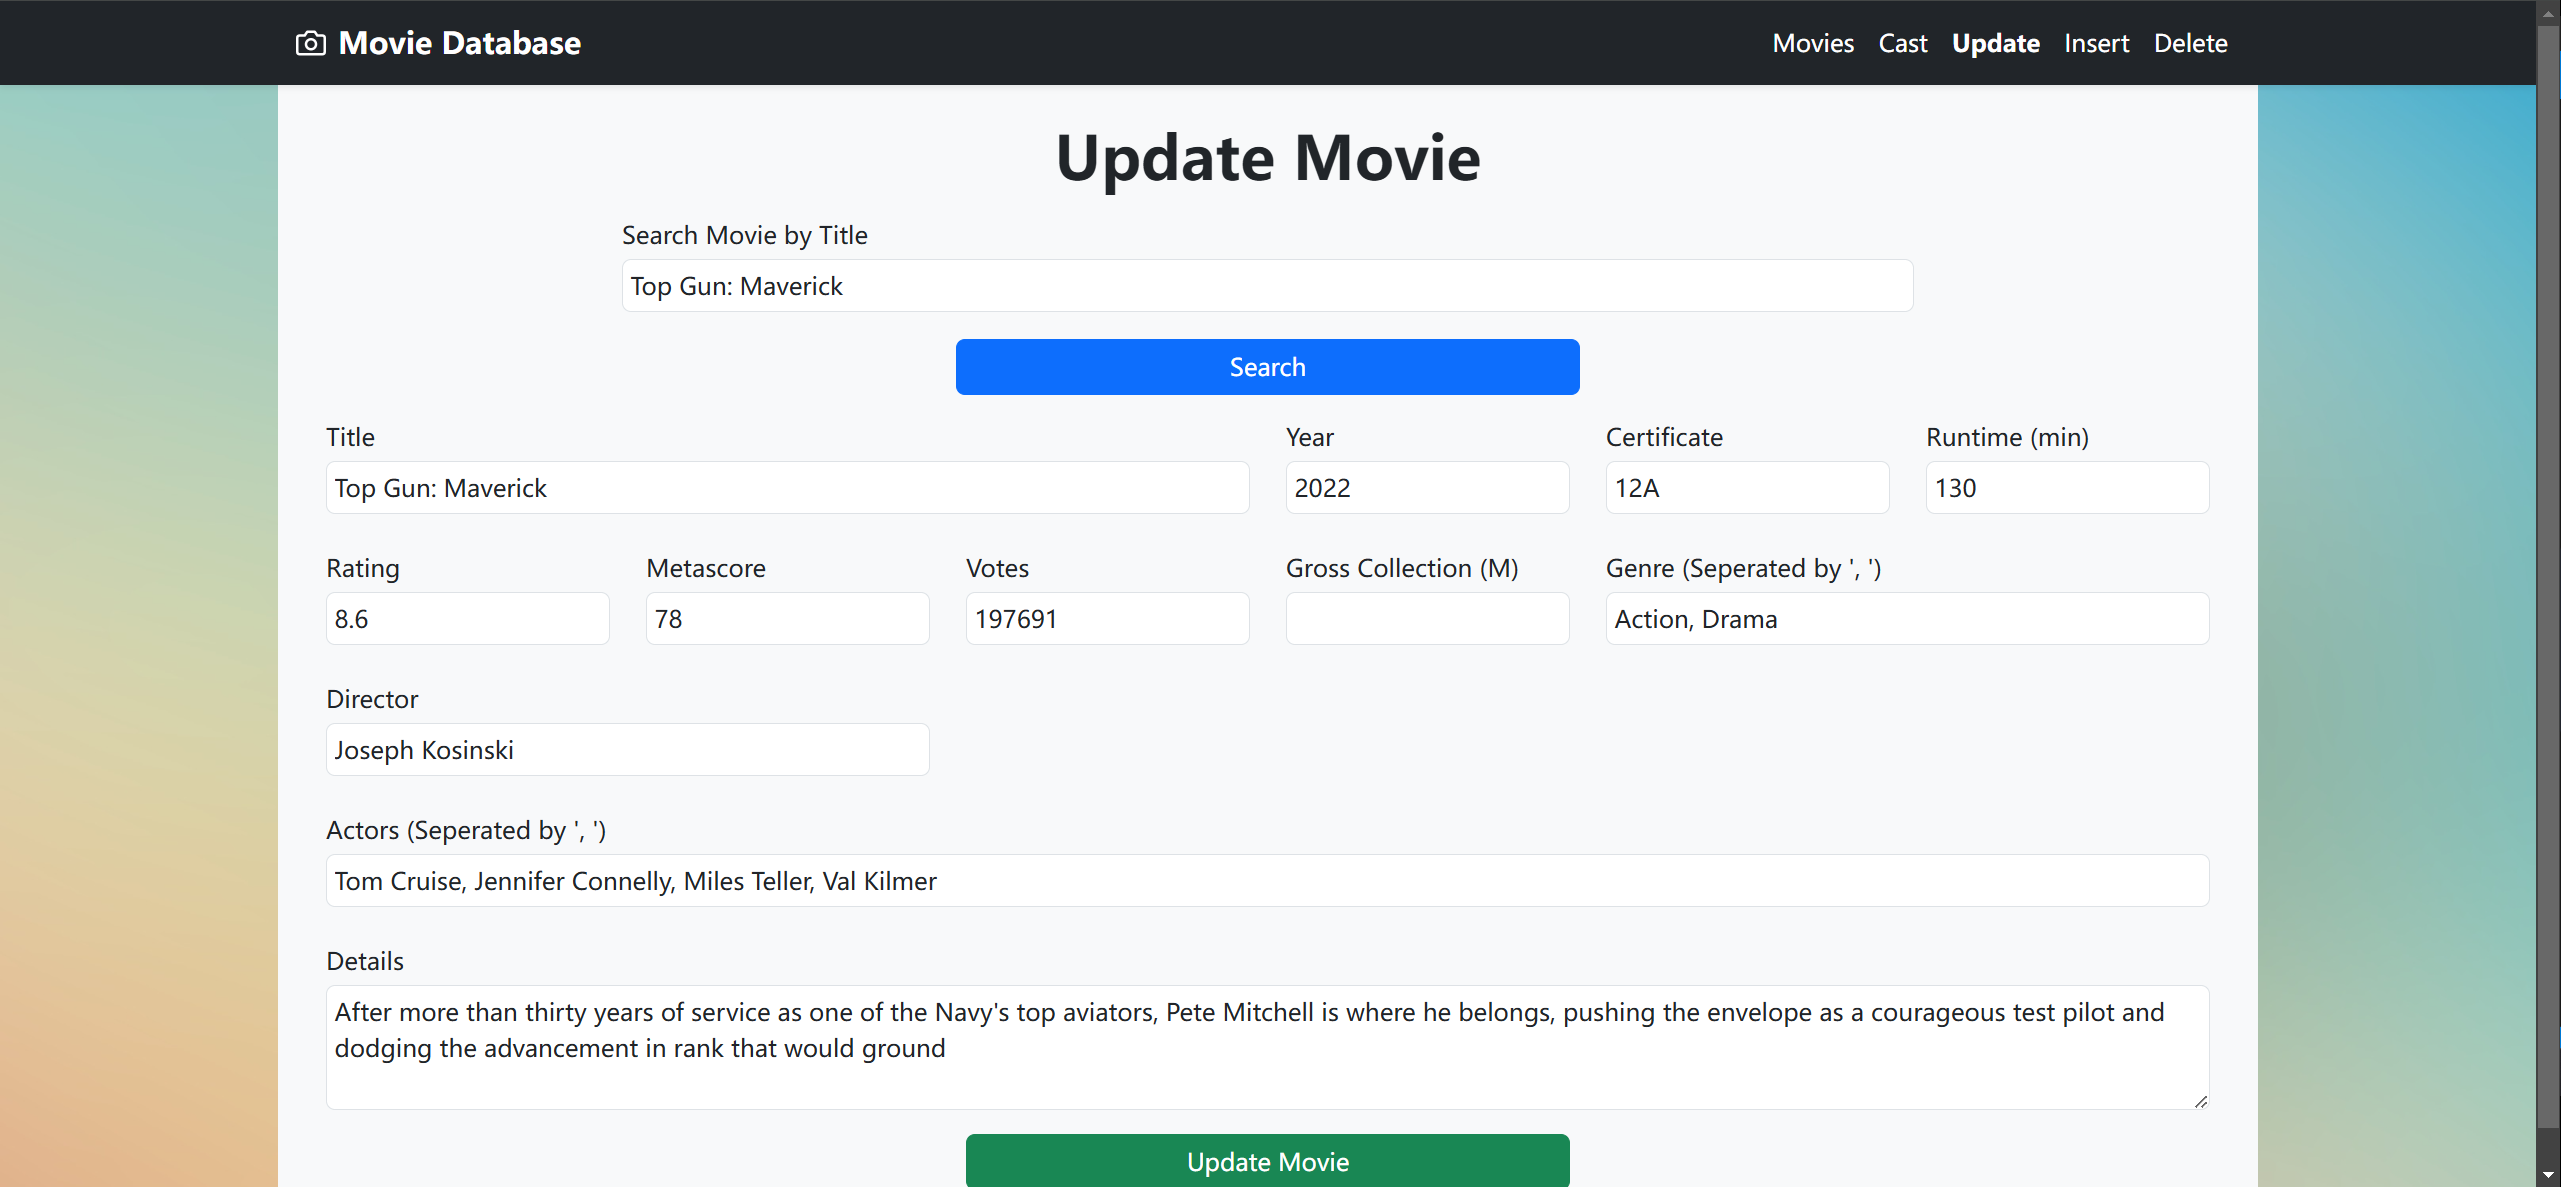 Movie Database
Movies Cast Update Insert Delete
Update Movie
Search Movie by Title
Top Gun: Maverick
Search
Title Year Certificate Runtime (min)
Top Gun: Maverick 2022 12A 130
Rating Metascore Votes Gross Collection (M) Genre (Seperated by ', ')
8.6 78 197691 Action, Drama
Director
Joseph Kosinski
Actors (Seperated by ', ')
Tom Cruise, Jennifer Connelly, Miles Teller, Val Kilmer
Details
After more than thirty years of service as one of the Navy's top aviators, Pete Mitchell is where he belongs, pushing the envelope as a courageous test pilot and
dodging the advancement in rank that would ground
Update Movie